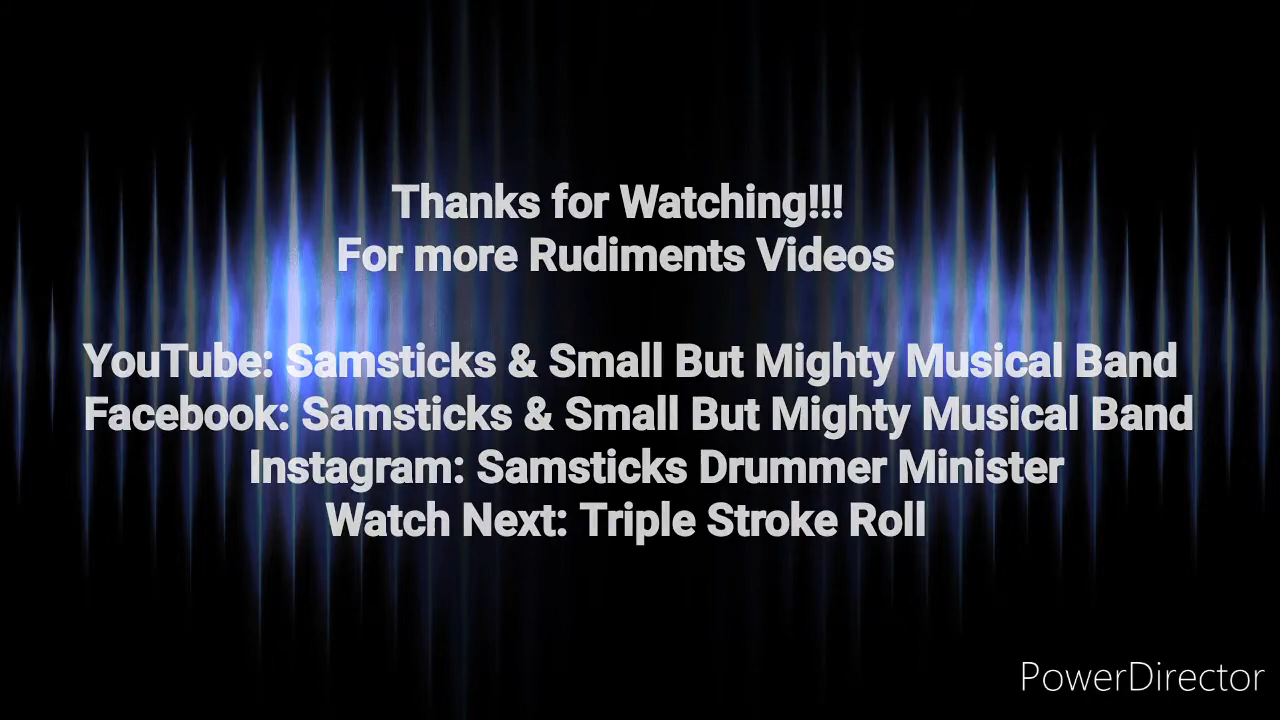 Thanks for Watching!!!
For more Rudiments Videos
YouTube: Samsticks & Small But Mighty Musical Band
Facebook: Samsticks & Small But Mighty Musical Band
Instagram: Samsticks Drummer Minister
Watch Next: Triple Stroke Roll
PowerDirector